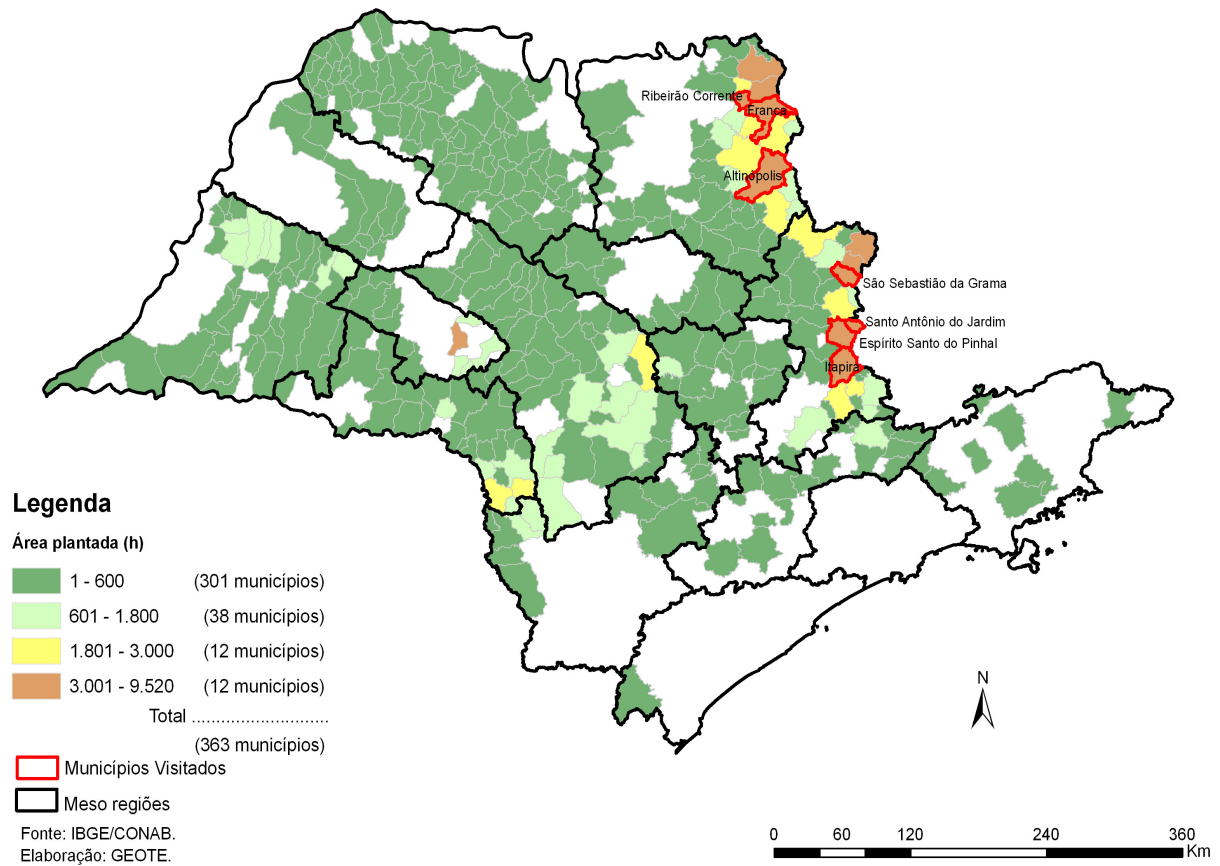 Ribeirão Corrente
Franca
Altinópolis
São Sebastião da Grama
Santo Antônio do Jardim
Espírito Santo do Pinhal
Itapira
Legenda
Área plantada (h)
1 - 600 (301 municípios)
601 - 1.800 (38 municípios)
1.801 - 3.000 (12 municípios)
3.001 - 9.520 (12 municípios)
Total ............................
(363 municípios)
Municípios Visitados
Meso regiões
Fonte: IBGE/CONAB.
Elaboração: GEOTE.
N
0 60 120 240 360
Km